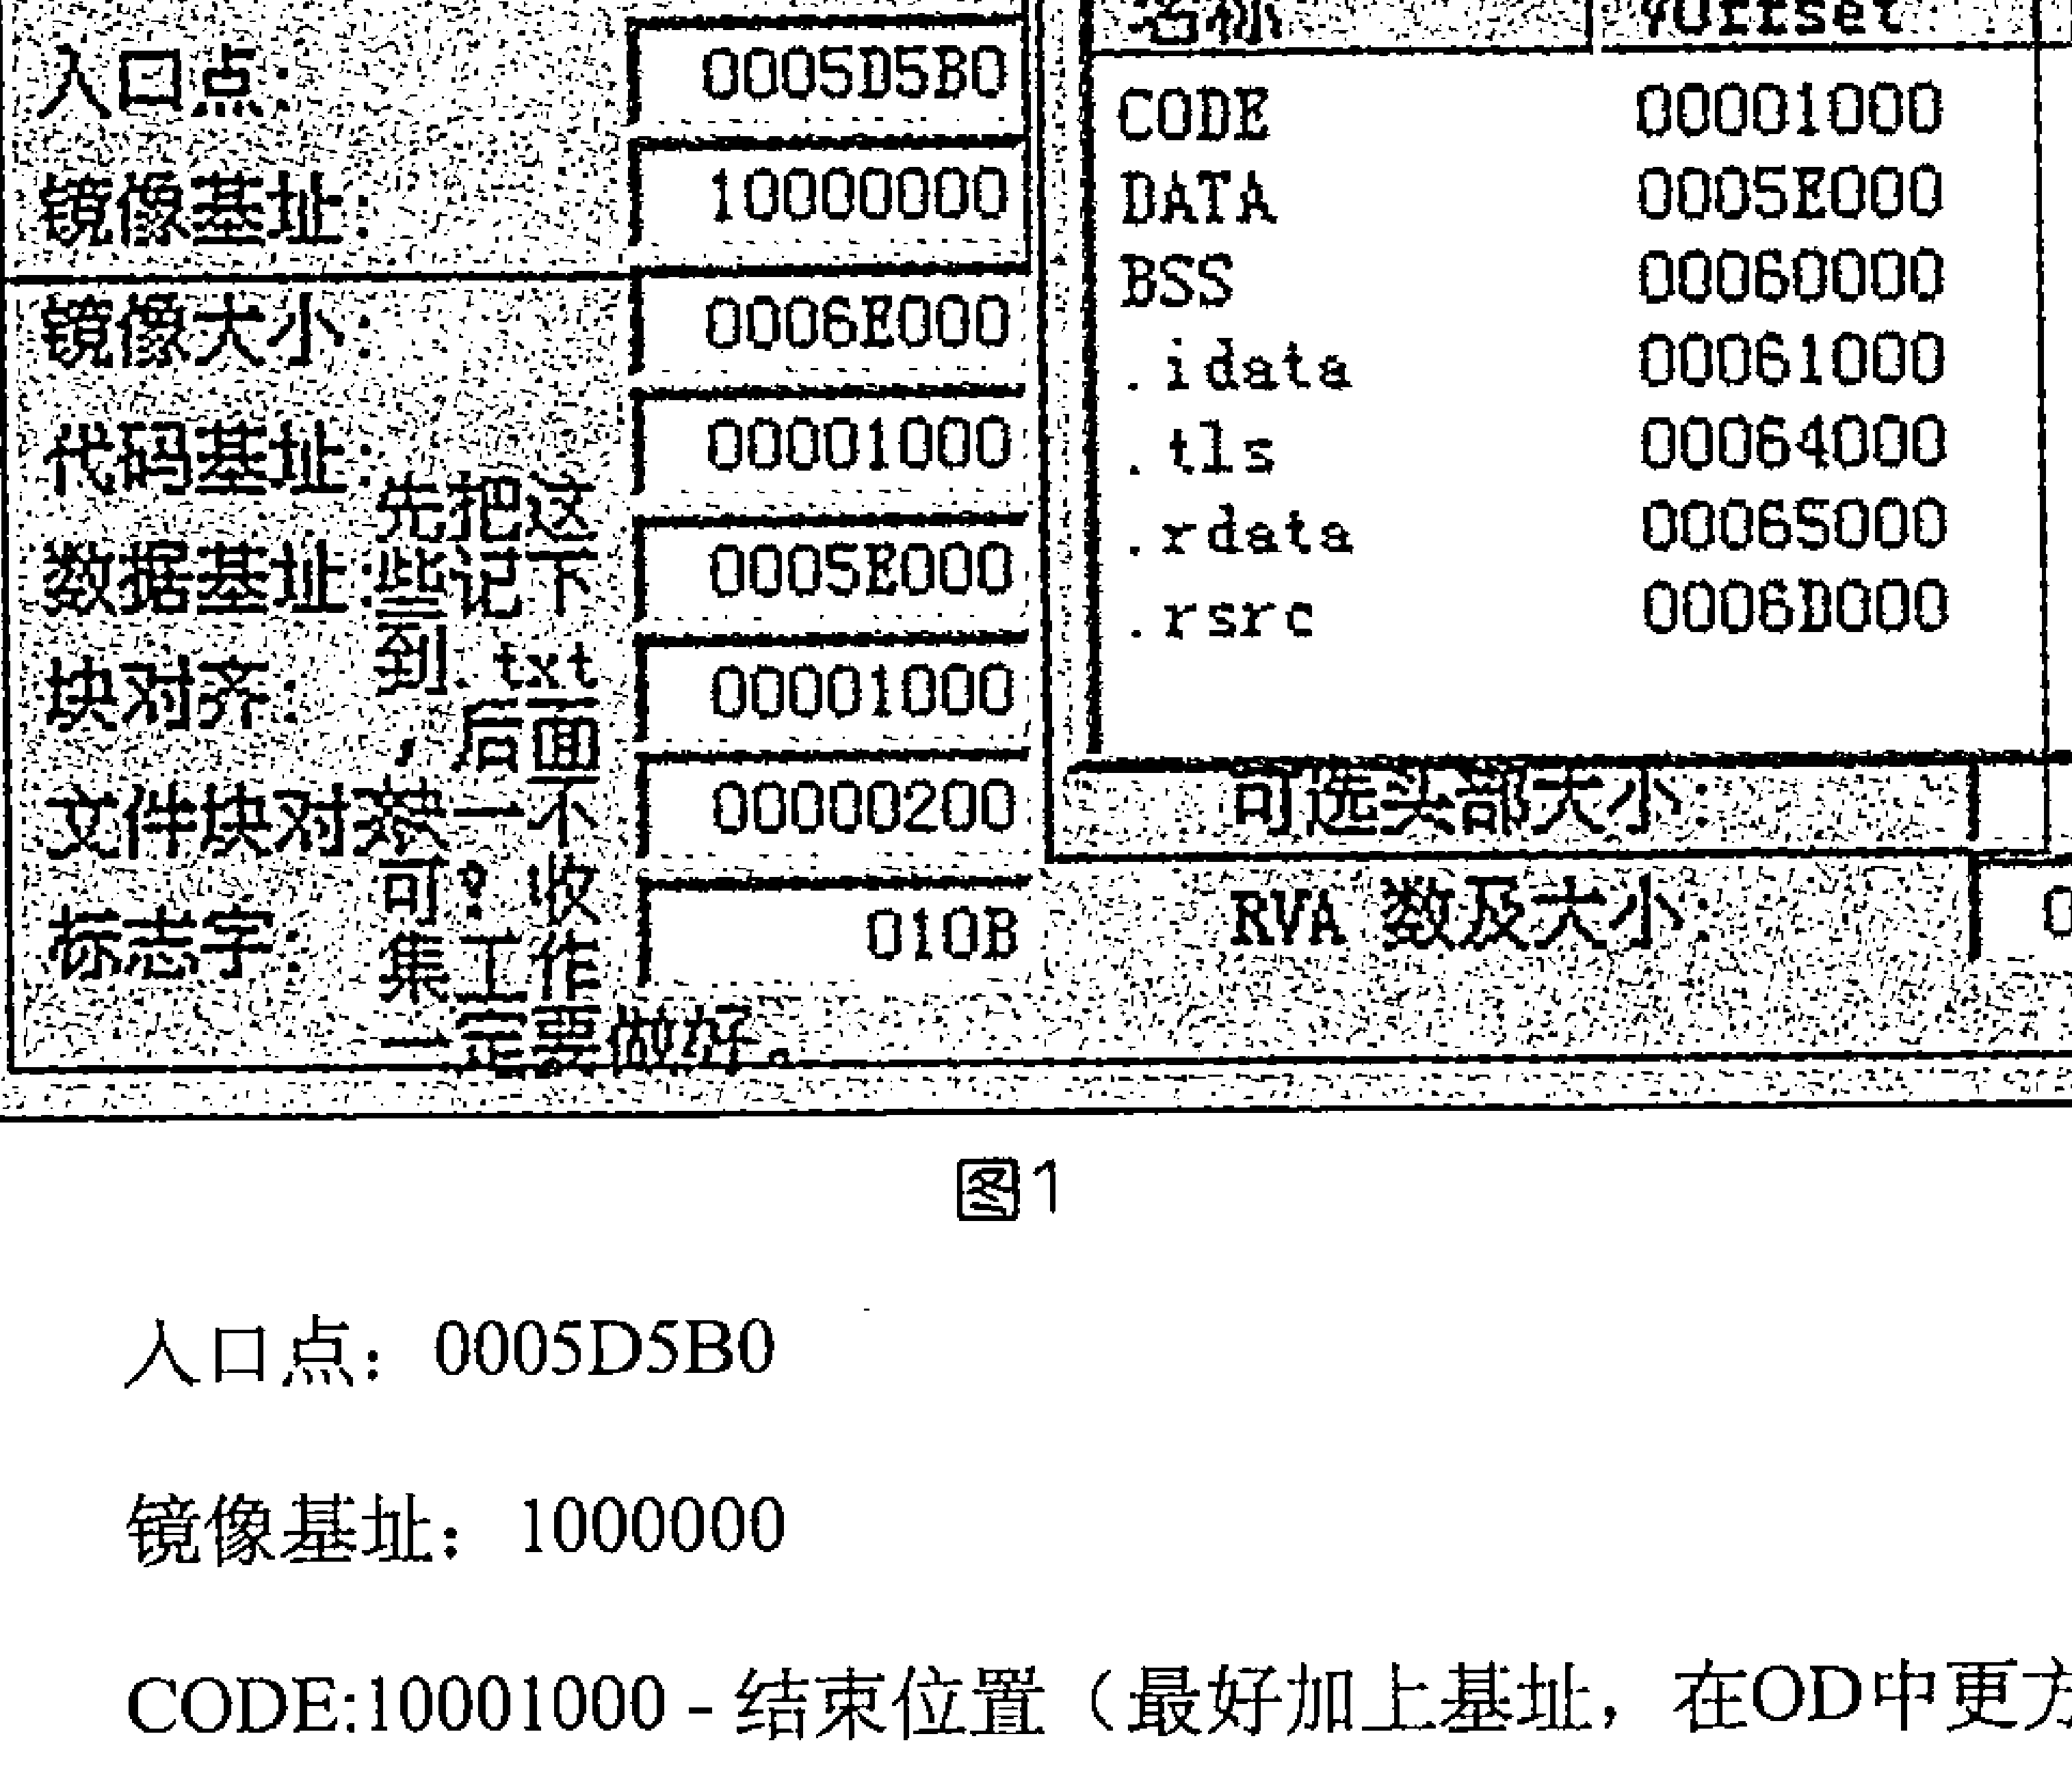 入口点: 0005D5B0
镜像基址: 10000000
镜像大小: 0006E000
代码基址: 00001000
数据基址: 0005E000
块对齐: 00001000
文件块对齐: 00000200
标志字: 010B
先把这
些记下
到.txt
,后面
缺一不
可?收
集工作
一定要做好。
名称 VOffset
CODE 00001000
DATA 0005E000
BSS 00060000
.idata 00061000
.tls 00064000
.rdata 00065000
.rsrc 0006D000
可选头部大小:
RVA 数及大小: 0
图1
入口点：0005D5B0
镜像基址：1000000
CODE:10001000 - 结束位置（最好加上基址，在OD中更方